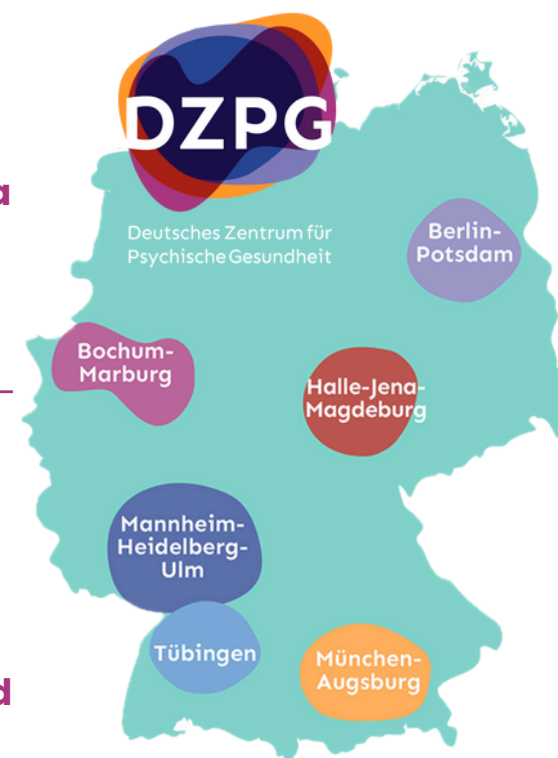 DZPG
a
Deutsches Zentrum für
Psychische Gesundheit
Berlin-
Potsdam
Bochum-
Marburg
Halle-Jena-
Magdeburg
Mannheim-
Heidelberg-
Ulm
Tübingen
München-
Augsburg
d